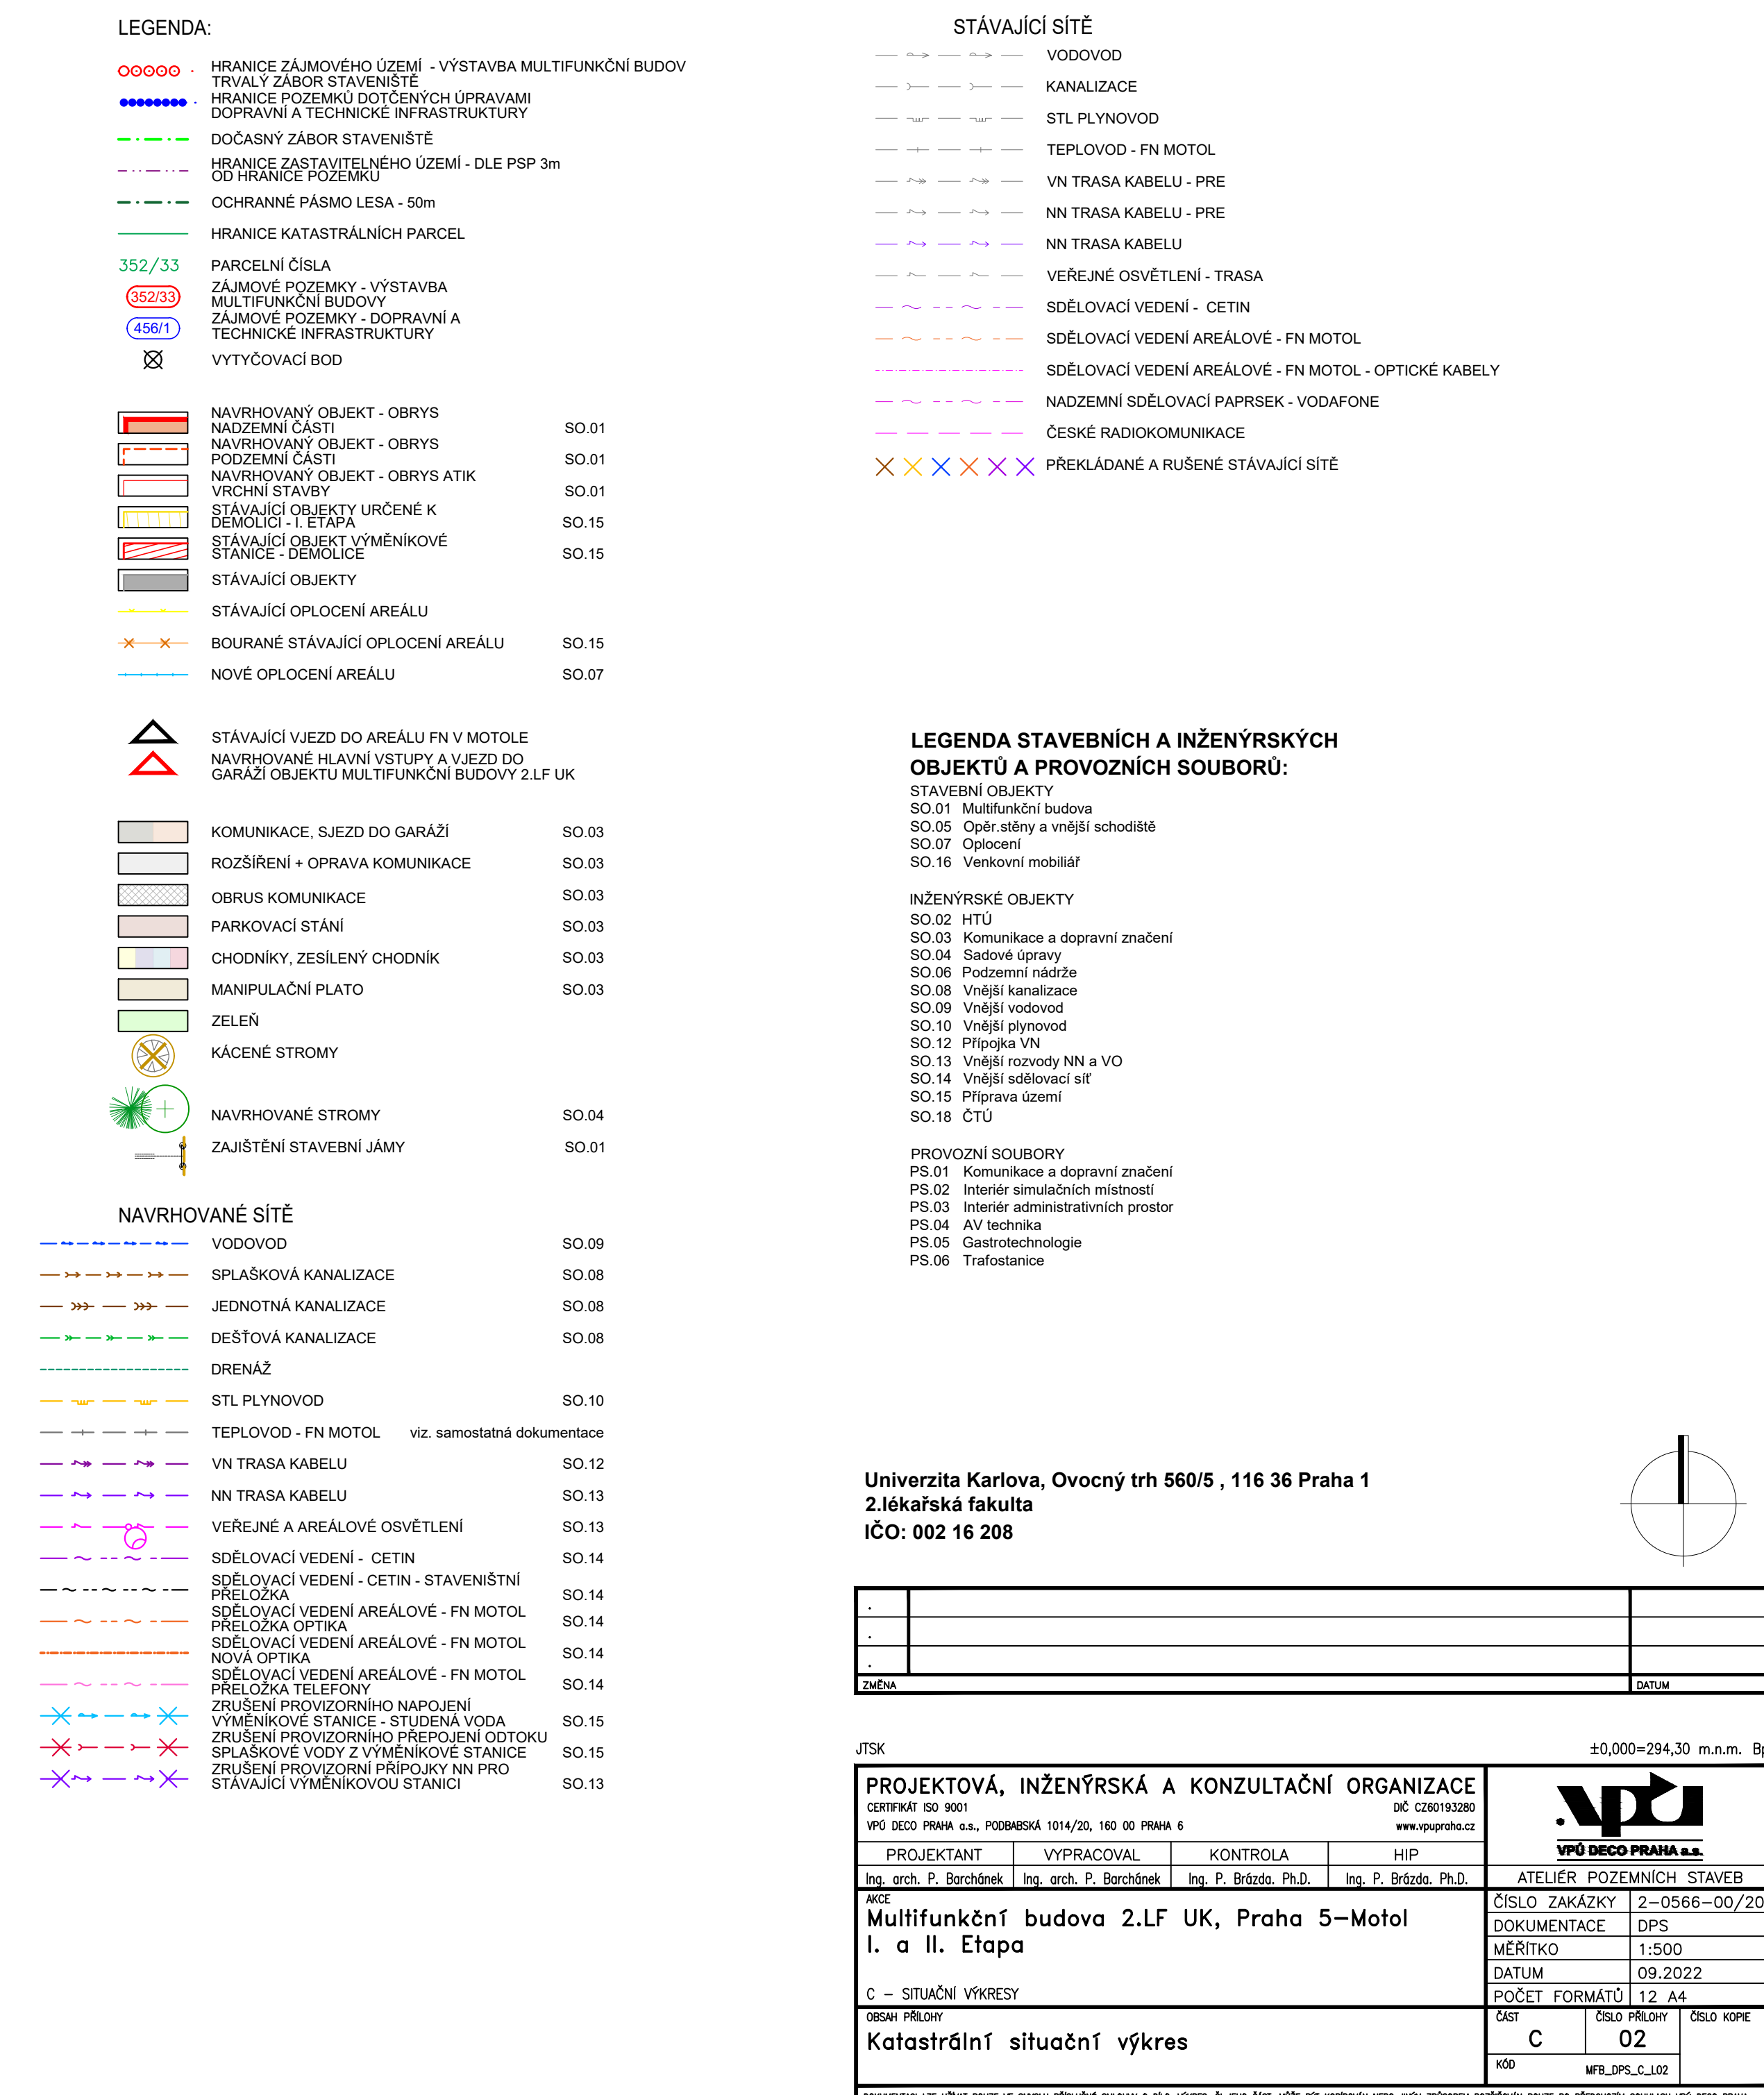 LEGENDA:
HRANICE ZÁJMOVÉHO ÚZEMÍ - VÝSTAVBA MULTIFUNKČNÍ BUDOV
TRVALÝ ZÁBOR STAVENIŠTĚ
HRANICE POZEMKŮ DOTČENÝCH ÚPRAVAMI
DOPRAVNÍ A TECHNICKÉ INFRASTRUKTURY
DOČASNÝ ZÁBOR STAVENIŠTĚ
HRANICE ZASTAVITELNÉHO ÚZEMÍ - DLE PSP 3m
OD HRANICE POZEMKU
OCHRANNÉ PÁSMO LESA - 50m
HRANICE KATASTRÁLNÍCH PARCEL
352/33 PARCELNÍ ČÍSLA
352/33 ZÁJMOVÉ POZEMKY - VÝSTAVBA
MULTIFUNKČNÍ BUDOVY
456/1 ZÁJMOVÉ POZEMKY - DOPRAVNÍ A
TECHNICKÉ INFRASTRUKTURY
VYTYČOVACÍ BOD
NAVRHOVANÝ OBJEKT - OBRYS
NADZEMNÍ ČÁSTI SO.01
NAVRHOVANÝ OBJEKT - OBRYS
PODZEMNÍ ČÁSTI SO.01
NAVRHOVANÝ OBJEKT - OBRYS ATIK
VRCHNÍ STAVBY SO.01
STÁVAJÍCÍ OBJEKTY URČENÉ K
DEMOLICI - I. ETAPA SO.15
STÁVAJÍCÍ OBJEKT VÝMĚNÍKOVÉ
STANICE - DEMOLICE SO.15
STÁVAJÍCÍ OBJEKTY
STÁVAJÍCÍ OPLOCENÍ AREÁLU
BOURANÉ STÁVAJÍCÍ OPLOCENÍ AREÁLU SO.15
NOVÉ OPLOCENÍ AREÁLU SO.07
STÁVAJÍCÍ VJEZD DO AREÁLU FN V MOTOLE
NAVRHOVANÉ HLAVNÍ VSTUPY A VJEZD DO
GARÁŽÍ OBJEKTU MULTIFUNKČNÍ BUDOVY 2.LF UK
KOMUNIKACE, SJEZD DO GARÁŽÍ SO.03
ROZŠÍŘENÍ + OPRAVA KOMUNIKACE SO.03
OBRUS KOMUNIKACE SO.03
PARKOVACÍ STÁNÍ SO.03
CHODNÍKY, ZESÍLENÝ CHODNÍK SO.03
MANIPULAČNÍ PLATO SO.03
ZELEŇ
KÁCENÉ STROMY
NAVRHOVANÉ STROMY SO.04
ZAJIŠTĚNÍ STAVEBNÍ JÁMY SO.01
NAVRHOVANÉ SÍTĚ
VODOVOD SO.09
SPLAŠKOVÁ KANALIZACE SO.08
JEDNOTNÁ KANALIZACE SO.08
DEŠŤOVÁ KANALIZACE SO.08
DRENÁŽ
STL PLYNOVOD SO.10
TEPLOVOD - FN MOTOL viz. samostatná dokumentace
VN TRASA KABELU SO.12
NN TRASA KABELU SO.13
VEŘEJNÉ A AREÁLOVÉ OSVĚTLENÍ SO.13
SDĚLOVACÍ VEDENÍ - CETIN SO.14
SDĚLOVACÍ VEDENÍ - CETIN - STAVENIŠTNÍ
PŘELOŽKA SO.14
SDĚLOVACÍ VEDENÍ AREÁLOVÉ - FN MOTOL
PŘELOŽKA OPTIKA SO.14
SDĚLOVACÍ VEDENÍ AREÁLOVÉ - FN MOTOL
NOVÁ OPTIKA SO.14
SDĚLOVACÍ VEDENÍ AREÁLOVÉ - FN MOTOL
PŘELOŽKA TELEFONY SO.14
ZRUŠENÍ PROVIZORNÍHO NAPOJENÍ
VÝMĚNÍKOVÉ STANICE - STUDENÁ VODA SO.15
ZRUŠENÍ PROVIZORNÍHO PŘEPOJENÍ ODTOKU
SPLAŠKOVÉ VODY Z VÝMĚNÍKOVÉ STANICE SO.15
ZRUŠENÍ PROVIZORNÍ PŘÍPOJKY NN PRO
STÁVAJÍCÍ VÝMĚNÍKOVOU STANICI SO.13
STÁVAJÍCÍ SÍTĚ
VODOVOD
KANALIZACE
STL PLYNOVOD
TEPLOVOD - FN MOTOL
VN TRASA KABELU - PRE
NN TRASA KABELU - PRE
NN TRASA KABELU
VEŘEJNÉ OSVĚTLENÍ - TRASA
SDĚLOVACÍ VEDENÍ - CETIN
SDĚLOVACÍ VEDENÍ AREÁLOVÉ - FN MOTOL
SDĚLOVACÍ VEDENÍ AREÁLOVÉ - FN MOTOL - OPTICKÉ KABELY
NADZEMNÍ SDĚLOVACÍ PAPRSEK - VODAFONE
ČESKÉ RADIOKOMUNIKACE
PŘEKLÁDANÉ A RUŠENÉ STÁVAJÍCÍ SÍTĚ
LEGENDA STAVEBNÍCH A INŽENÝRSKÝCH
OBJEKTŮ A PROVOZNÍCH SOUBORŮ:
STAVEBNÍ OBJEKTY
SO.01 Multifunkční budova
SO.05 Opěr.stěny a vnější schodiště
SO.07 Oplocení
SO.16 Venkovní mobiliář
INŽENÝRSKÉ OBJEKTY
SO.02 HTÚ
SO.03 Komunikace a dopravní značení
SO.04 Sadové úpravy
SO.06 Podzemní nádrže
SO.08 Vnější kanalizace
SO.09 Vnější vodovod
SO.10 Vnější plynovod
SO.12 Přípojka VN
SO.13 Vnější rozvody NN a VO
SO.14 Vnější sdělovací síť
SO.15 Příprava území
SO.18 ČTÚ
PROVOZNÍ SOUBORY
PS.01 Komunikace a dopravní značení
PS.02 Interiér simulačních místností
PS.03 Interiér administrativních prostor
PS.04 AV technika
PS.05 Gastrotechnologie
PS.06 Trafostanice
Univerzita Karlova, Ovocný trh 560/5 , 116 36 Praha 1
2.lékařská fakulta
IČO: 002 16 208
.
.
.
ZMĚNA DATUM
JTSK ±0,000=294,30 m.n.m. Bp
PROJEKTOVÁ, INŽENÝRSKÁ A KONZULTAČNÍ ORGANIZACE
CERTIFIKÁT ISO 9001 DIČ CZ60193280
VPÚ DECO PRAHA a.s., PODBABSKÁ 1014/20, 160 00 PRAHA 6 www.vpupraha.cz
vpú
VPÚ DECO PRAHA a.s.
PROJEKTANT VYPRACOVAL KONTROLA HIP
Ing. arch. P. Barchánek Ing. arch. P. Barchánek Ing. P. Brázda. Ph.D. Ing. P. Brázda. Ph.D.
ATELIÉR POZEMNÍCH STAVEB
AKCE
Multifunkční budova 2.LF UK, Praha 5-Motol
I. a II. Etapa
C - SITUAČNÍ VÝKRESY
ČÍSLO ZAKÁZKY 2-0566-00/20
DOKUMENTACE DPS
MĚŘÍTKO 1:500
DATUM 09.2022
POČET FORMÁTŮ 12 A4
OBSAH PŘÍLOHY
Katastrální situační výkres
ČÁST ČÍSLO PŘÍLOHY ČÍSLO KOPIE
C 02
KÓD MFB_DPS_C_L02